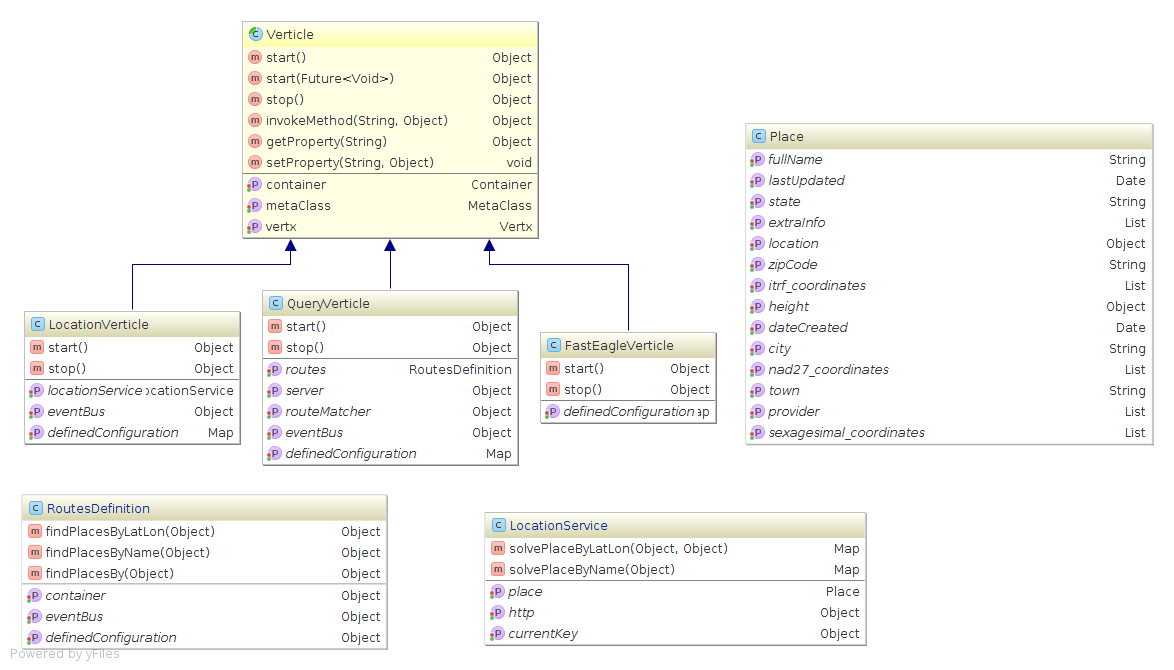 Verticle
start() Object
start(Future<Void>) Object
stop() Object
invokeMethod(String, Object) Object
getProperty(String) Object
setProperty(String, Object) void
container Container
metaClass MetaClass
vertx Vertx
Place
fullName String
lastUpdated Date
state String
extraInfo List
location Object
zipCode String
itrf_coordinates List
height Object
dateCreated Date
city String
nad27_coordinates List
town String
provider List
sexagesimal_coordinates List
LocationVerticle
start() Object
stop() Object
locationService ocationService
eventBus Object
definedConfiguration Map
QueryVerticle
start() Object
stop() Object
routes RoutesDefinition
server Object
routeMatcher Object
eventBus Object
definedConfiguration Map
FastEagleVerticle
start() Object
stop() Object
definedConfiguration ap
RoutesDefinition
findPlacesByLatLon(Object) Object
findPlacesByName(Object) Object
findPlacesBy(Object) Object
container Object
eventBus Object
definedConfiguration Object
LocationService
solvePlaceByLatLon(Object, Object) Map
solvePlaceByName(Object) Map
place Place
http Object
currentKey Object
Powered by yFiles